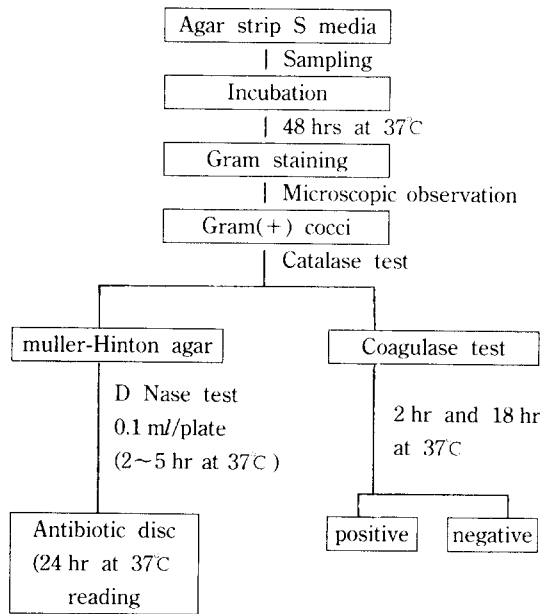 Agar strip S media
Sampling
Incubation
48 hrs at 37℃
Gram staining
Microscopic observation
Gram(+) cocci
Catalase test
muller-Hinton agar
Coagulase test
D Nase test
0.1 ml/plate
(2~5 hr at 37℃)
2 hr and 18 hr
at 37℃
Antibiotic disc
(24 hr at 37℃
reading
positive
negative